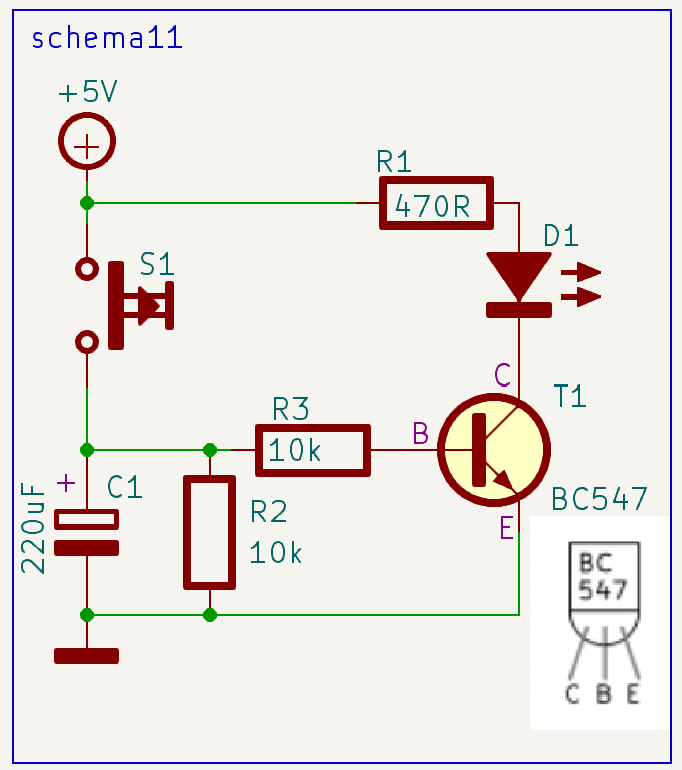 schema11
+5V
R1
470R
D1
S1
C
T1
R3
B
10k
+
C1
BC547
220uF
R2
E
10k
BC
547
C B E